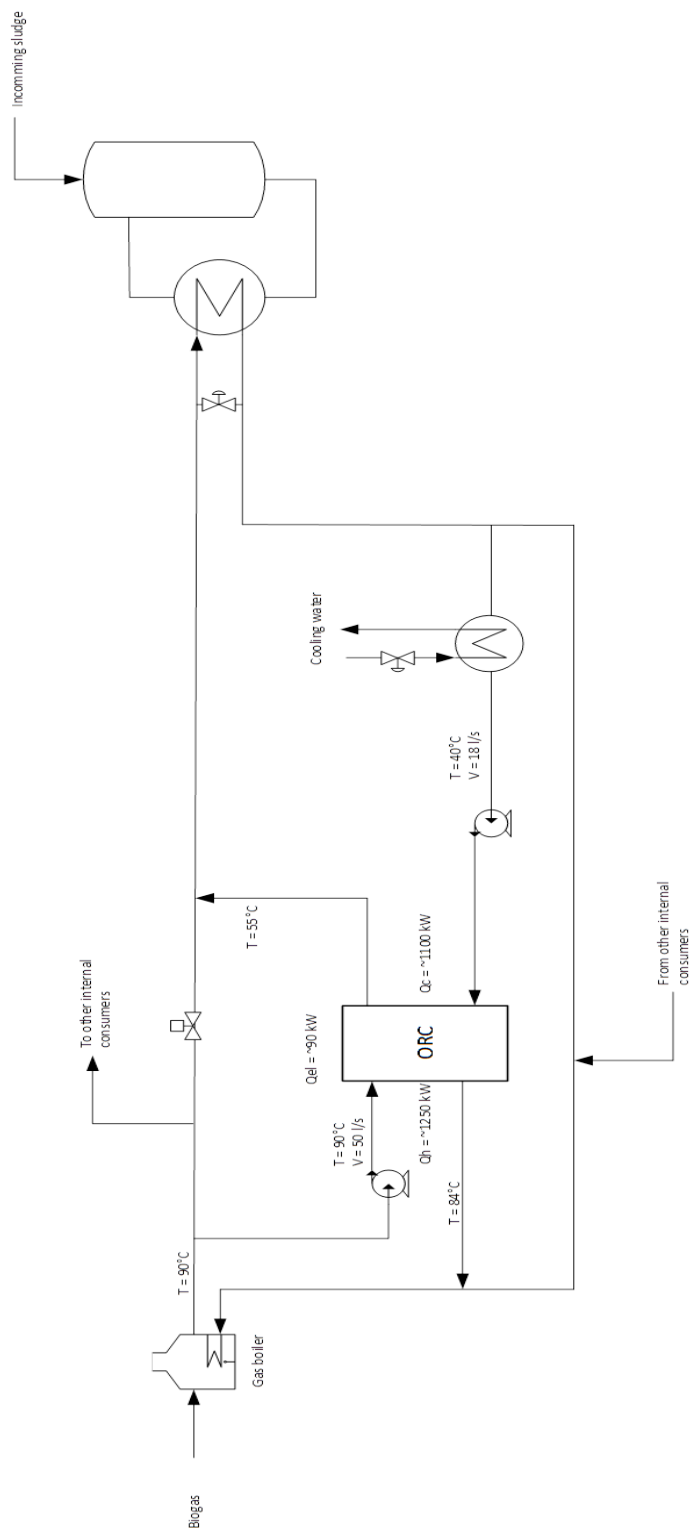 Biogas
Gas boiler
T = 90°C
To other internal
consumers
T = 90°C
V = 50 l/s
Qel = ~90 kW
Qh = ~1250 kW
T = 84°C
ORC
Qc = ~1100 kW
T = 55°C
T = 40°C
V = 18 l/s
Cooling water
From other internal
consumers
Incomming sludge